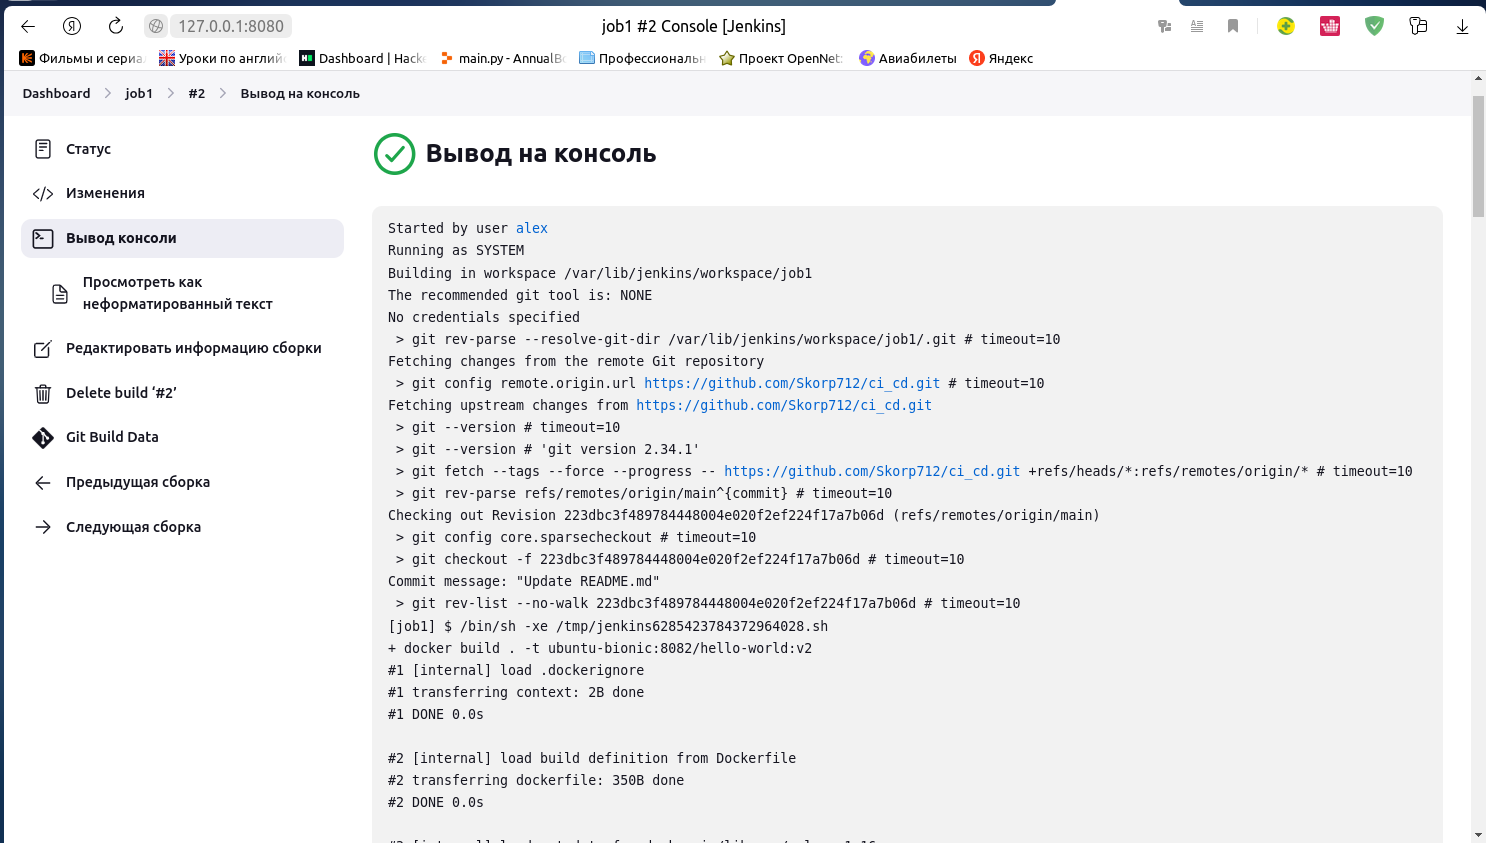 127.0.0.1:8080
job1 #2 Console [Jenkins]
Фильмы и сериа
Уроки по англий
Dashboard | Hack
main.py - AnnualB
Профессиональн
Проект OpenNet:
Авиабилеты
Яндекс
Dashboard > job1 > #2 > Вывод на консоль
Статус
Изменения
Вывод консоли
Просмотреть как
неформатированный текст
Редактировать информацию сборки
Delete build ‘#2’
Git Build Data
Предыдущая сборка
Следующая сборка
Вывод на консоль
Started by user alex
Running as SYSTEM
Building in workspace /var/lib/jenkins/workspace/job1
The recommended git tool is: NONE
No credentials specified
> git rev-parse --resolve-git-dir /var/lib/jenkins/workspace/job1/.git # timeout=10
Fetching changes from the remote Git repository
> git config remote.origin.url https://github.com/Skorp712/ci_cd.git # timeout=10
Fetching upstream changes from https://github.com/Skorp712/ci_cd.git
> git --version # timeout=10
> git --version # 'git version 2.34.1'
> git fetch --tags --force --progress -- https://github.com/Skorp712/ci_cd.git +refs/heads/*:refs/remotes/origin/* # timeout=10
> git rev-parse refs/remotes/origin/main^{commit} # timeout=10
Checking out Revision 223dbc3f489784448004e020f2ef224f17a7b06d (refs/remotes/origin/main)
> git config core.sparsecheckout # timeout=10
> git checkout -f 223dbc3f489784448004e020f2ef224f17a7b06d # timeout=10
Commit message: "Update README.md"
> git rev-list --no-walk 223dbc3f489784448004e020f2ef224f17a7b06d # timeout=10
[job1] $ /bin/sh -xe /tmp/jenkins6285423784372964028.sh
+ docker build . -t ubuntu-bionic:8082/hello-world:v2
#1 [internal] load .dockerignore
#1 transferring context: 2B done
#1 DONE 0.0s
#2 [internal] load build definition from Dockerfile
#2 transferring dockerfile: 350B done
#2 DONE 0.0s